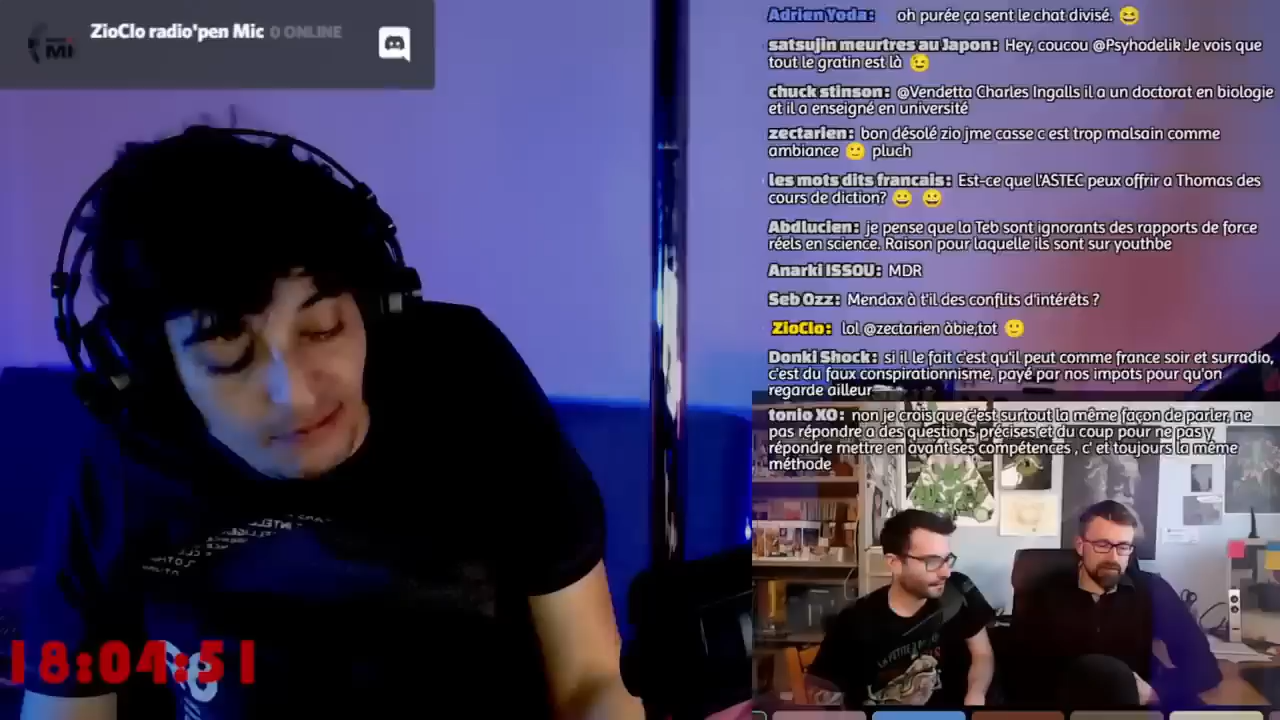 ZioClo radio'pen Mic 0 ONLINE
MI
Adrien Yoda: oh purée ça sent le chat divisé. 😆
satsujin meurtres au Japon: Hey, coucou @Psyhodelik Je vois que
tout le gratin est là 😉
chuck stinson: @Vendetta Charles Ingalls il a un doctorat en biologie
et il a enseigné en université
zectarien: bon désolé zio jme casse c est trop malsain comme
ambiance 🙂 pluch
les mots dits francais: Est-ce que l'ASTEC peux offrir a Thomas des
cours de diction? 😀 😀
Abdlucien: je pense que la Teb sont ignorants des rapports de force
réels en science. Raison pour laquelle ils sont sur youthbe
Anarki ISSOU: MDR
Seb Ozz: Mendax à t'il des conflits d'intérêts ?
ZioClo: lol @zectarien àbie,tot 🙂
Donki Shock: si il le fait c'est qu'il peut comme france soir et surradio,
c'est du faux conspirationnisme, payé par nos impots pour qu'on
regarde ailleur
tonio XO: non je crois que c'est surtout la même façon de parler, ne
pas répondre a des questions précises et du coup pour ne pas y
répondre mettre en avant ses compétences , c' et toujours la même
méthode
LA PETITE
18:04:51